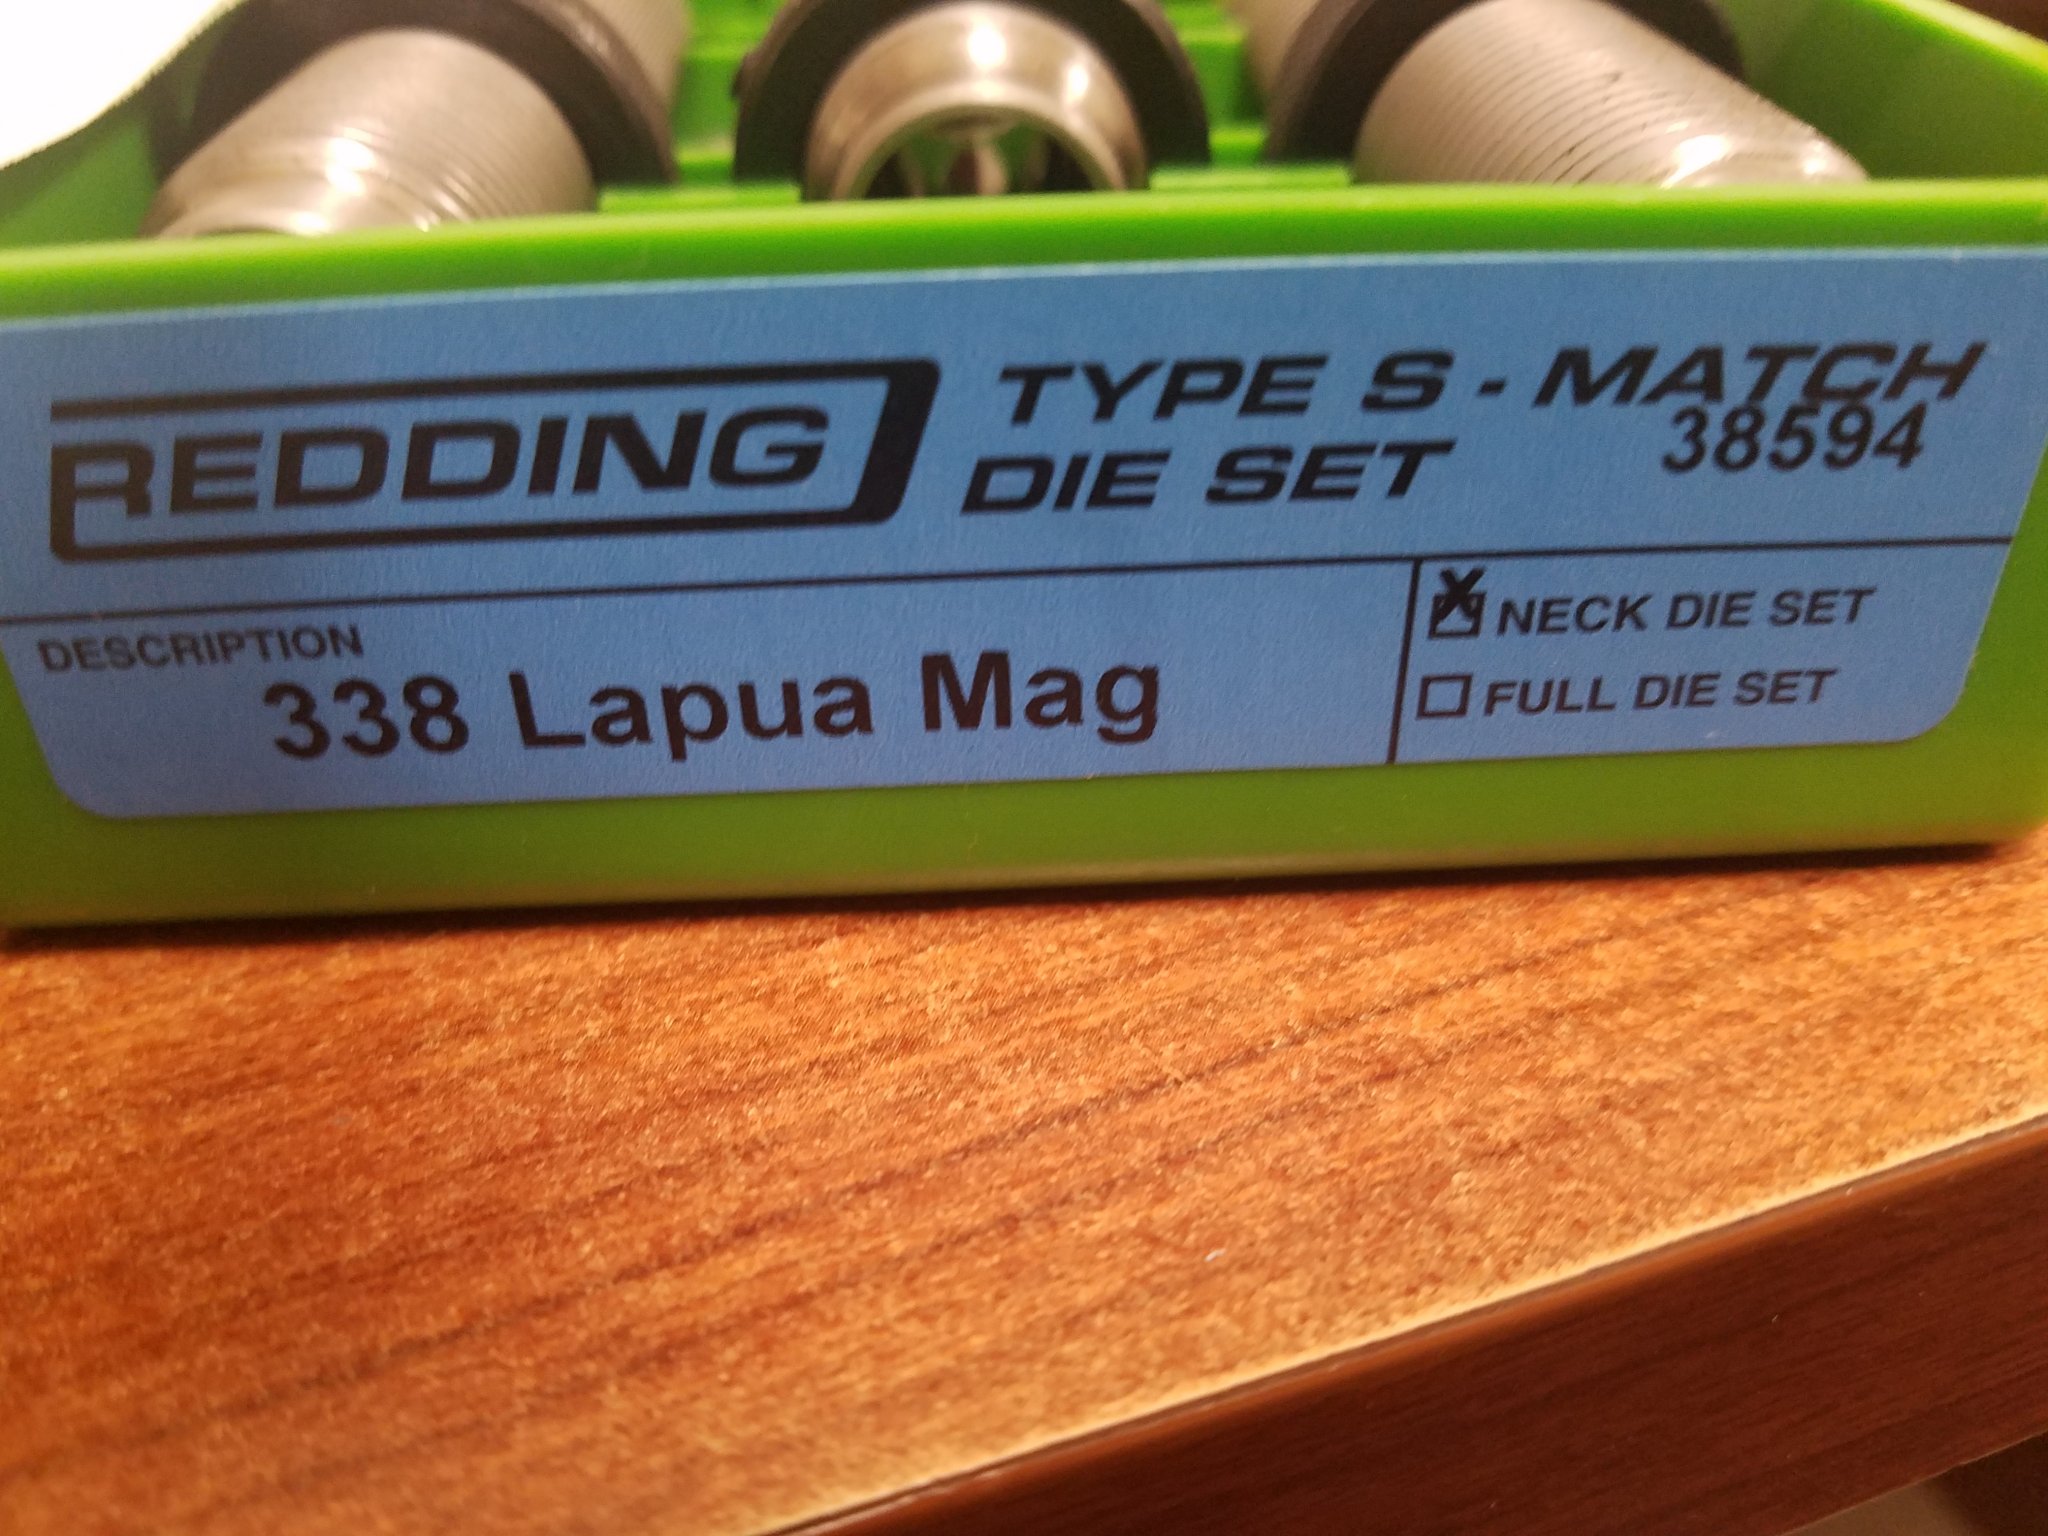 REDDING
TYPE S - MATCH
DIE SET
38594
DESCRIPTION
338 Lapua Mag
X NECK DIE SET
FULL DIE SET